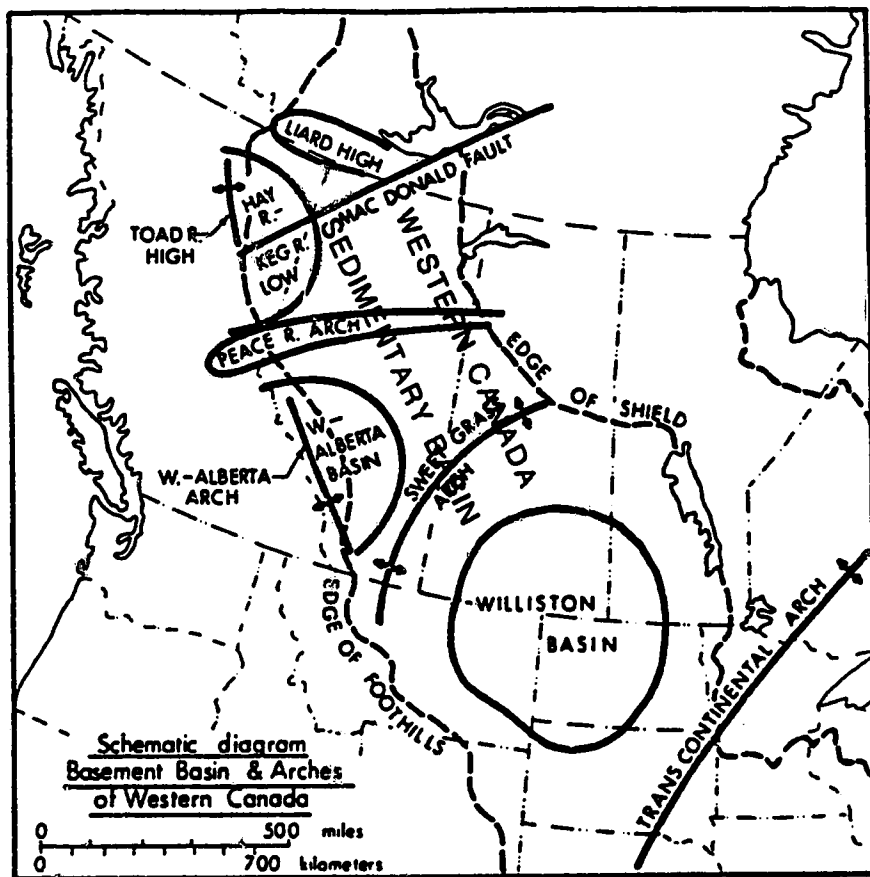 LIARD HIGH
MAC DONALD FAULT
HAY
R.-
KEG R.
LOW
TOAD R.
HIGH
WESTERN CANADA
SEDIMENTARY BASIN
PEACE R. ARCH
EDGE
OF SHIELD
W.-
ALBERTA
BASIN
W.-ALBERTA
ARCH
SWEETGRASS
ARCH
WILLISTON
BASIN
EDGE OF FOOTHILLS
TRANS CONTINENTAL ARCH
Schematic diagram
Basement Basin & Arches
of Western Canada
0 500 miles
0 700 kilometers